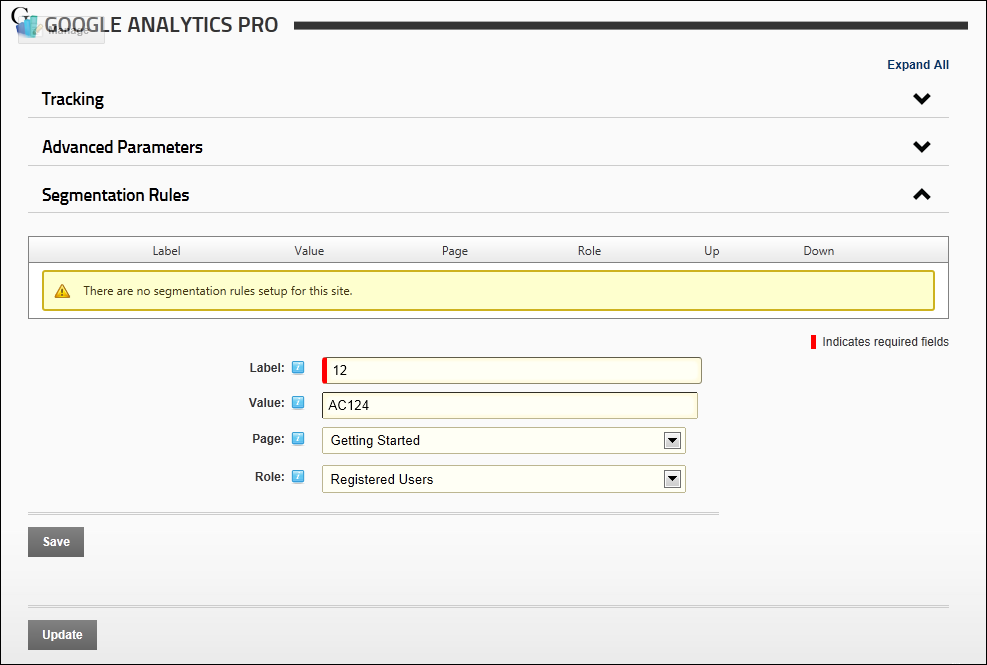 GOOGLE ANALYTICS PRO
Manage
Expand All
Tracking
Advanced Parameters
Segmentation Rules
Label Value Page Role Up Down
There are no segmentation rules setup for this site.
Indicates required fields
Label: 12
Value: AC124
Page: Getting Started
Role: Registered Users
Save
Update